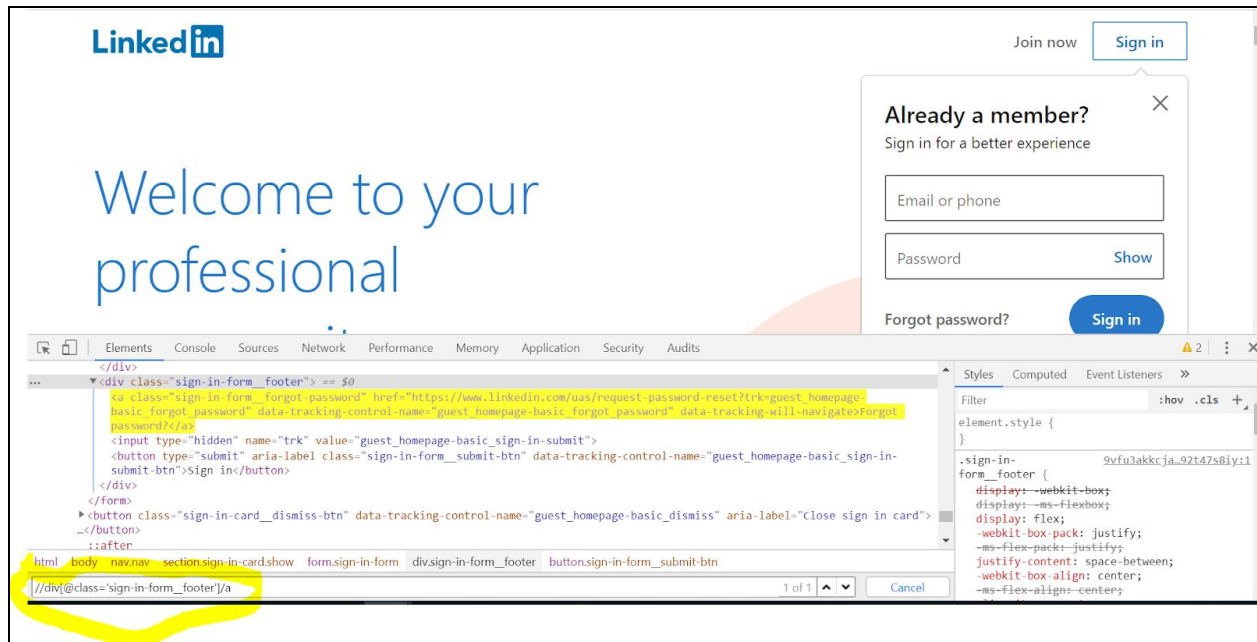 Linked in
Join now
Sign in
Already a member?
Sign in for a better experience
Email or phone
Password
Show
Forgot password?
Sign in
Welcome to your
professional
Elements Console Sources Network Performance Memory Application Security Audits
2
</div>
... ▼<div class="sign-in-form__footer"> == $0
<a class="sign-in-form__forgot-password" href="https://www.linkedin.com/uas/request-password-reset?trk=guest_homepage-
basic_forgot_password" data-tracking-control-name="guest_homepage-basic_forgot_password" data-tracking-will-navigate>Forgot
password?</a>
<input type="hidden" name="trk" value="guest_homepage-basic_sign-in-submit">
<button type="submit" aria-label class="sign-in-form__submit-btn" data-tracking-control-name="guest_homepage-basic_sign-in-
submit-btn">Sign in</button>
</div>
</form>
▶<button class="sign-in-card__dismiss-btn" data-tracking-control-name="guest_homepage-basic_dismiss" aria-label="Close sign in card">
…</button>
::after
html body nav.nav section.sign-in-card.show form.sign-in-form div.sign-in-form__footer button.sign-in-form__submit-btn
//div[@class='sign-in-form__footer']/a
1 of 1
Cancel
Styles Computed Event Listeners »
Filter
:hov .cls +
element.style {
}
.sign-in- 9vfu3akkcja…92t47s8iy:1
form__footer {
display: -webkit-box;
display: -ms-flexbox;
display: flex;
-webkit-box-pack: justify;
-ms-flex-pack: justify;
justify-content: space-between;
-webkit-box-align: center;
-ms-flex-align: center;